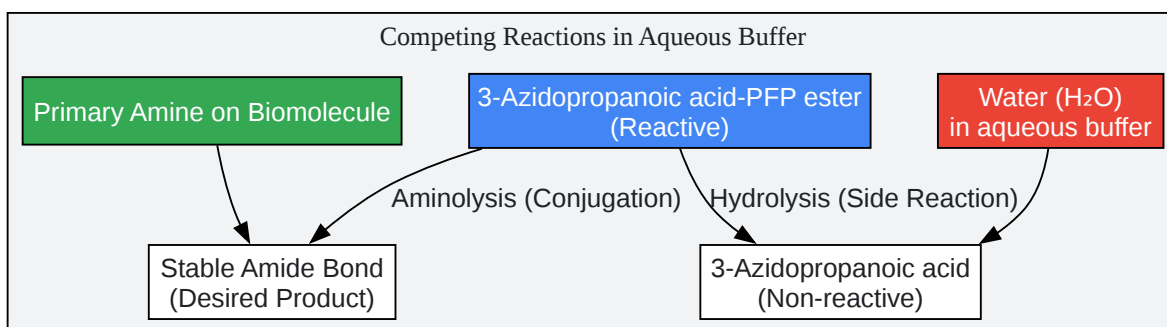 Competing Reactions in Aqueous Buffer
Primary Amine on Biomolecule
3-Azidopropanoic acid-PFP ester
(Reactive)
Water (H₂O)
in aqueous buffer
Aminolysis (Conjugation)
Hydrolysis (Side Reaction)
Stable Amide Bond
(Desired Product)
3-Azidopropanoic acid
(Non-reactive)